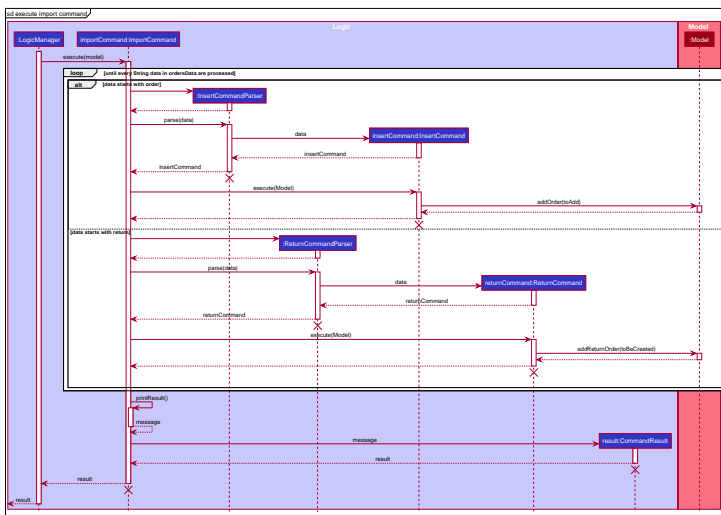 sd execute import command
Logic
Model
:LogicManager
importCommand:ImportCommand
:Model
execute(model)
loop [until every String data in ordersData are processed]
alt [data starts with order]
:InsertCommandParser
parse(data)
data
insertCommand:InsertCommand
insertCommand
insertCommand
execute(Model)
addOrder(toAdd)
[data starts with return]
:ReturnCommandParser
parse(data)
data
returnCommand:ReturnCommand
returnCommand
returnCommand
execute(Model)
addReturnOrder(toBeCreated)
printResult()
message
message
result:CommandResult
result
result
result